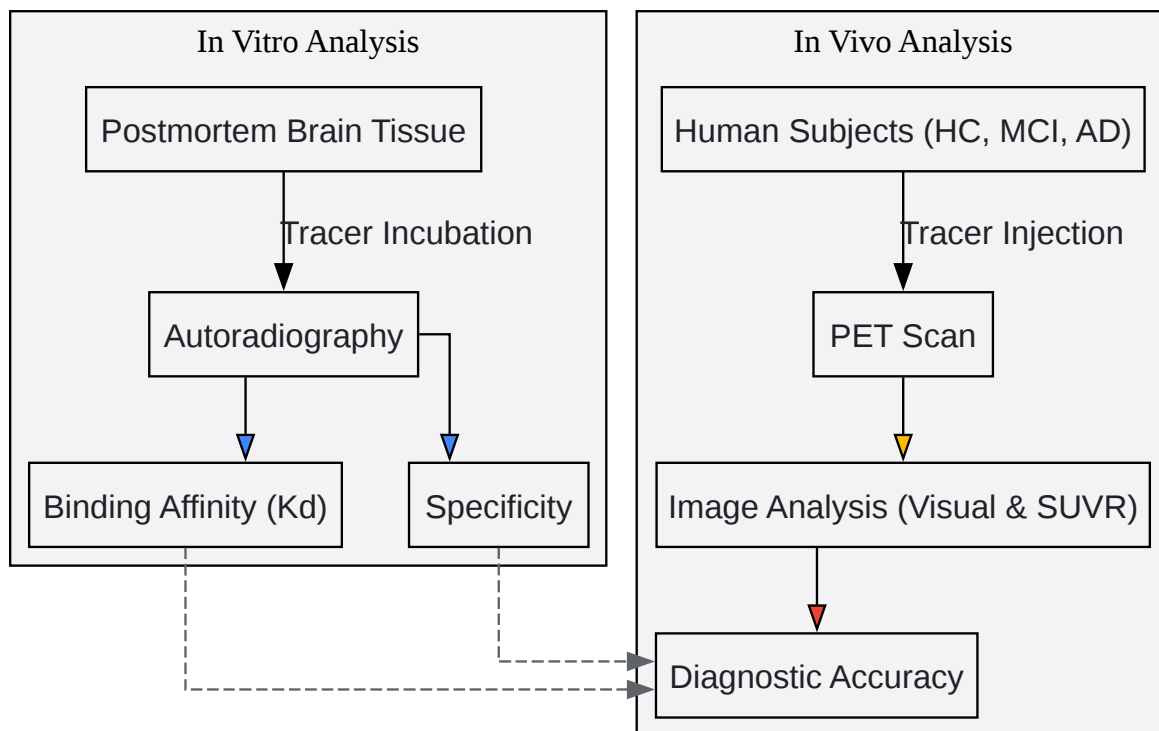 In Vitro Analysis
Postmortem Brain Tissue
Tracer Incubation
Autoradiography
Binding Affinity (Kd)
Specificity
In Vivo Analysis
Human Subjects (HC, MCI, AD)
Tracer Injection
PET Scan
Image Analysis (Visual & SUVR)
Diagnostic Accuracy